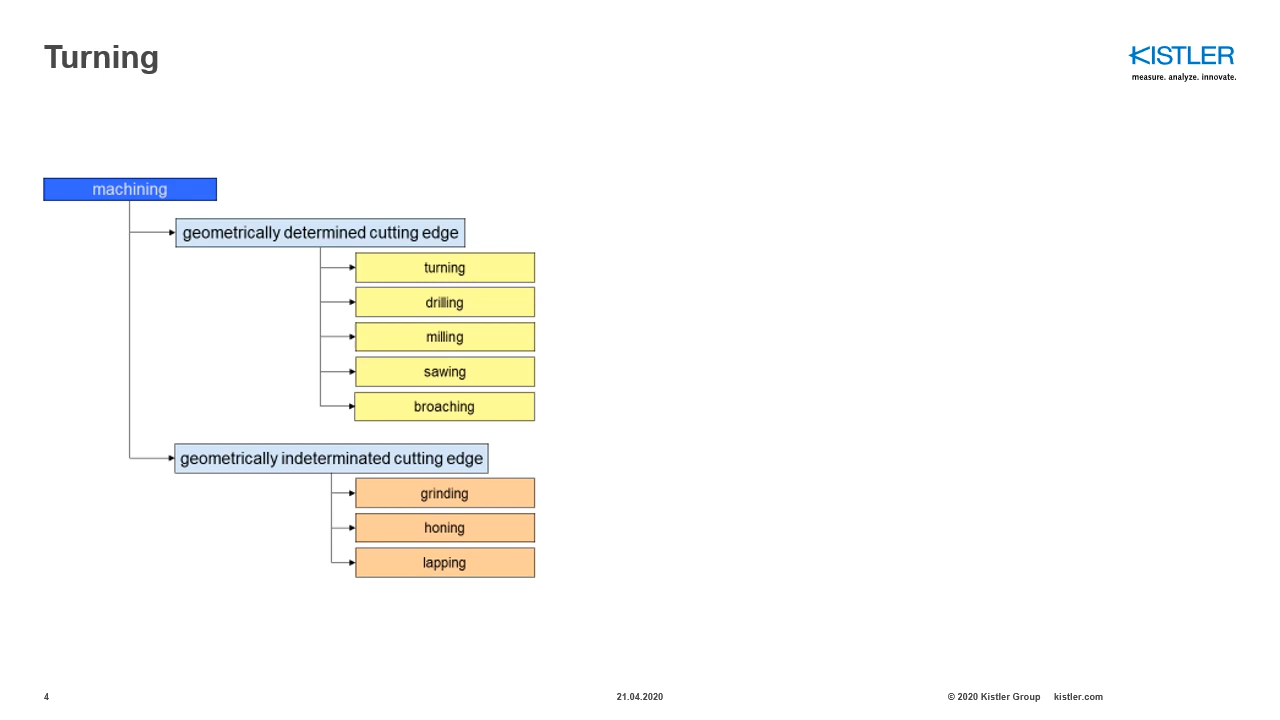 Turning
KISTLER
measure. analyze. innovate.
machining
geometrically determined cutting edge
turning
drilling
milling
sawing
broaching
geometrically indeterminated cutting edge
grinding
honing
lapping
4
21.04.2020
© 2020 Kistler Group kistler.com